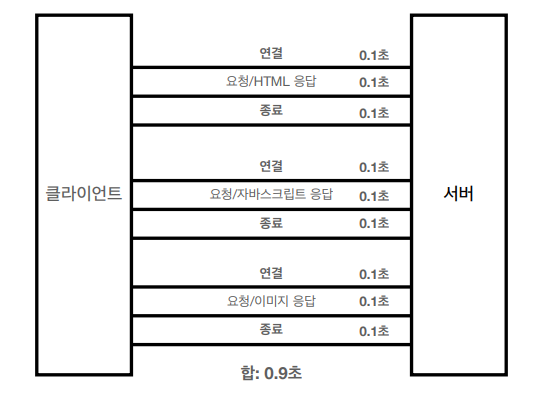 연결 0.1초
요청/HTML 응답 0.1초
종료 0.1초
연결 0.1초
클라이언트 요청/자바스크립트 응답 0.1초 서버
종료 0.1초
연결 0.1초
요청/이미지 응답 0.1초
종료 0.1초
합: 0.9초